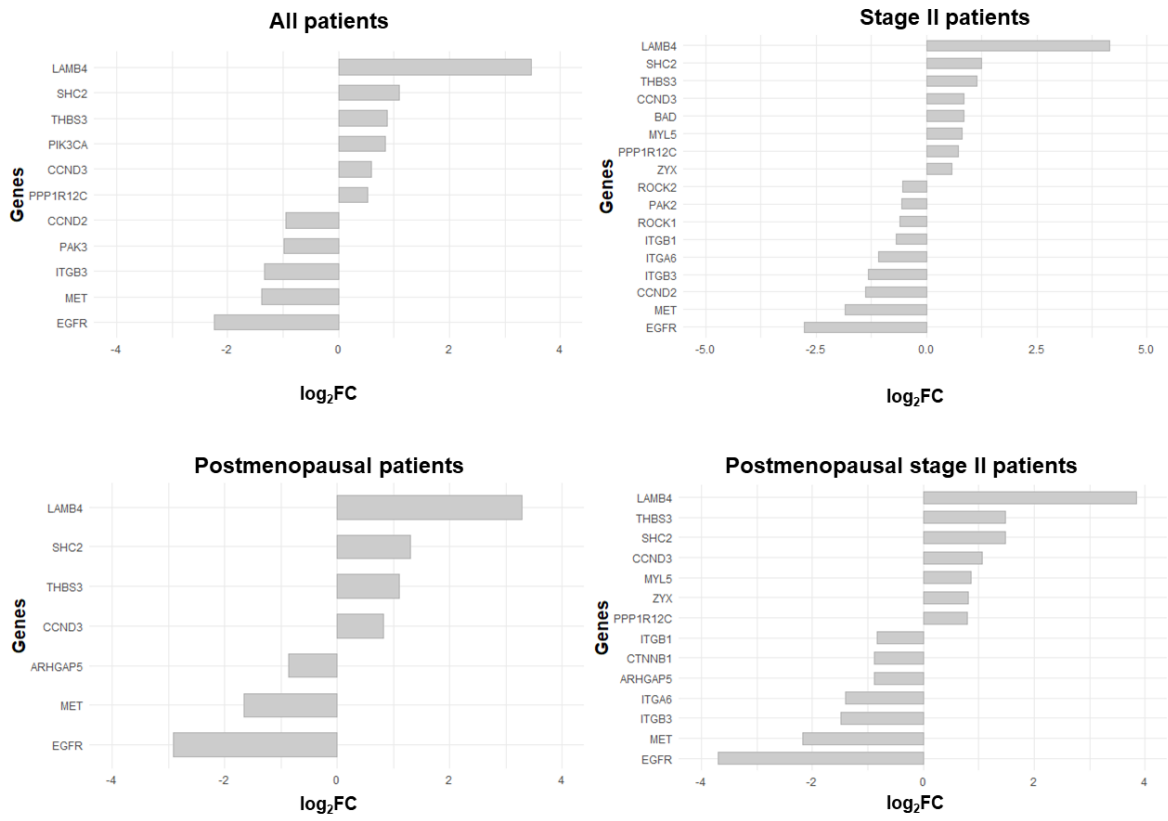 All patients
LAMB4
SHC2
THBS3
PIK3CA
CCND3
PPP1R12C
CCND2
PAK3
ITGB3
MET
EGFR
Genes
-4 -2 0 2 4
log₂FC
Stage II patients
LAMB4
SHC2
THBS3
CCND3
BAD
MYL5
PPP1R12C
ZYX
ROCK2
PAK2
ROCK1
ITGB1
ITGA6
ITGB3
CCND2
MET
EGFR
Genes
-5.0 -2.5 0.0 2.5 5.0
log₂FC
Postmenopausal patients
LAMB4
SHC2
THBS3
CCND3
ARHGAP5
MET
EGFR
Genes
-4 -2 0 2 4
log₂FC
Postmenopausal stage II patients
LAMB4
THBS3
SHC2
CCND3
MYL5
ZYX
PPP1R12C
ITGB1
CTNNB1
ARHGAP5
ITGA6
ITGB3
MET
EGFR
Genes
-4 -2 0 2 4
log₂FC